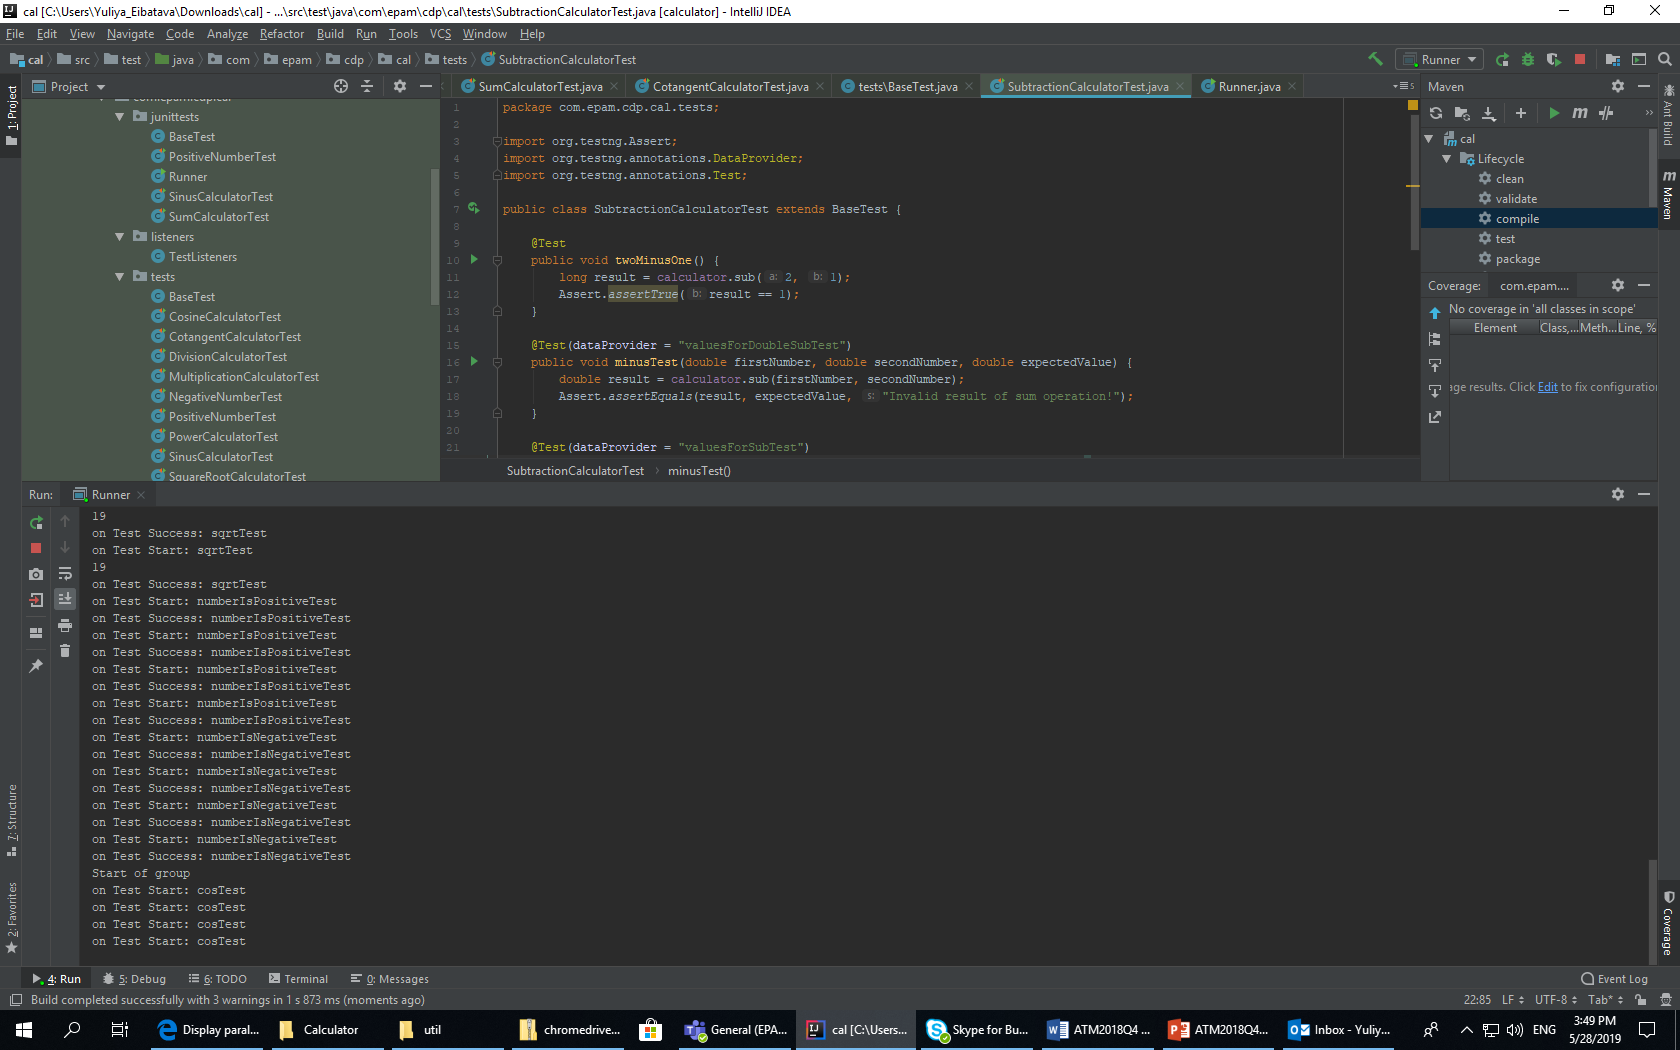 cal [C:\Users\Yuliya_Eibatava\Downloads\cal] - ...\src\test\java\com\epam\cdp\cal\tests\SubtractionCalculatorTest.java [calculator] - IntelliJ IDEA
File Edit View Navigate Code Analyze Refactor Build Run Tools VCS Window Help
cal src test java com epam cdp cal tests SubtractionCalculatorTest
Runner
Project
SumCalculatorTest.java CotangentCalculatorTest.java tests\BaseTest.java SubtractionCalculatorTest.java Runner.java
1: Project
junittests
BaseTest
PositiveNumberTest
Runner
SinusCalculatorTest
SumCalculatorTest
listeners
TestListeners
tests
BaseTest
CosineCalculatorTest
CotangentCalculatorTest
DivisionCalculatorTest
MultiplicationCalculatorTest
NegativeNumberTest
PositiveNumberTest
PowerCalculatorTest
SinusCalculatorTest
SquareRootCalculatorTest
1 package com.epam.cdp.cal.tests;
2
3 import org.testng.Assert;
4 import org.testng.annotations.DataProvider;
5 import org.testng.annotations.Test;
6
7 public class SubtractionCalculatorTest extends BaseTest {
8
9 @Test
10 public void twoMinusOne() {
11 long result = calculator.sub( a: 2, b: 1);
12 Assert.assertTrue( b: result == 1);
13 }
14
15 @Test(dataProvider = "valuesForDoubleSubTest")
16 public void minusTest(double firstNumber, double secondNumber, double expectedValue) {
17 double result = calculator.sub(firstNumber, secondNumber);
18 Assert.assertEquals(result, expectedValue, s: "Invalid result of sum operation!");
19 }
20
21 @Test(dataProvider = "valuesForSubTest")
SubtractionCalculatorTest minusTest()
Maven
cal
Lifecycle
clean
validate
compile
test
package
Coverage: com.epam....
No coverage in 'all classes in scope'
Element Class,... Meth... Line, %
age results. Click Edit to fix configuration
Ant Build
Maven
Run: Runner
19
on Test Success: sqrtTest
on Test Start: sqrtTest
19
on Test Success: sqrtTest
on Test Start: numberIsPositiveTest
on Test Success: numberIsPositiveTest
on Test Start: numberIsPositiveTest
on Test Success: numberIsPositiveTest
on Test Start: numberIsPositiveTest
on Test Success: numberIsPositiveTest
on Test Start: numberIsPositiveTest
on Test Success: numberIsPositiveTest
on Test Start: numberIsNegativeTest
on Test Success: numberIsNegativeTest
on Test Start: numberIsNegativeTest
on Test Success: numberIsNegativeTest
on Test Start: numberIsNegativeTest
on Test Success: numberIsNegativeTest
on Test Start: numberIsNegativeTest
on Test Success: numberIsNegativeTest
Start of group
on Test Start: cosTest
on Test Start: cosTest
on Test Start: cosTest
on Test Start: cosTest
7: Structure
2: Favorites
Coverage
4: Run 5: Debug 6: TODO Terminal 0: Messages Event Log
Build completed successfully with 3 warnings in 1 s 873 ms (moments ago) 22:85 LF UTF-8 Tab*
Display paral... Calculator util chromedrive... General (EPA... cal [C:\Users... Skype for Bu... ATM2018Q4 ... ATM2018Q4... Inbox - Yuliy... ENG
3:49 PM
5/28/2019